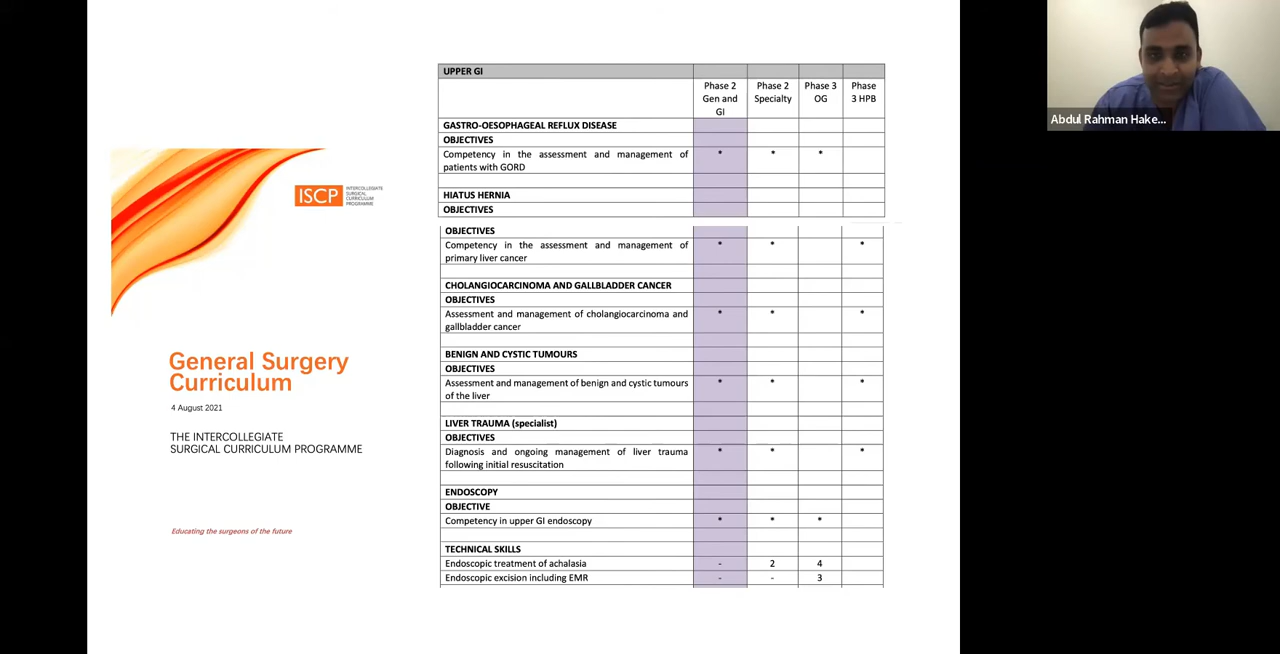 ISCP
INTERCOLLEGIATE
SURGICAL
CURRICULUM
PROGRAMME
General Surgery
Curriculum
4 August 2021
THE INTERCOLLEGIATE
SURGICAL CURRICULUM PROGRAMME
Educating the surgeons of the future
UPPER GI
Phase 2 Gen and GI
Phase 2 Specialty
Phase 3 OG
Phase 3 HPB
GASTRO-OESOPHAGEAL REFLUX DISEASE
OBJECTIVES
Competency in the assessment and management of * * *
patients with GORD
HIATUS HERNIA
OBJECTIVES
OBJECTIVES
Competency in the assessment and management of * * *
primary liver cancer
CHOLANGIOCARCINOMA AND GALLBLADDER CANCER
OBJECTIVES
Assessment and management of cholangiocarcinoma and * * *
gallbladder cancer
BENIGN AND CYSTIC TUMOURS
OBJECTIVES
Assessment and management of benign and cystic tumours * * *
of the liver
LIVER TRAUMA (specialist)
OBJECTIVES
Diagnosis and ongoing management of liver trauma * * *
following initial resuscitation
ENDOSCOPY
OBJECTIVE
Competency in upper GI endoscopy * * *
TECHNICAL SKILLS
Endoscopic treatment of achalasia - 2 4
Endoscopic excision including EMR - - 3
Abdul Rahman Hake...